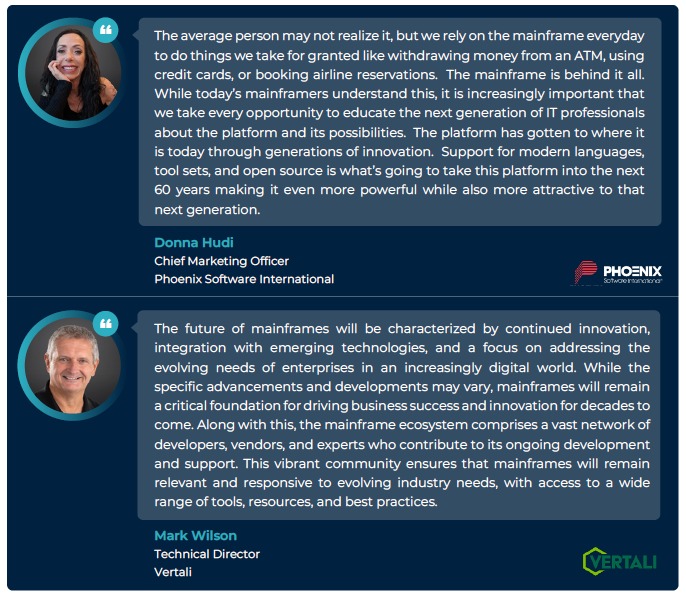 The average person may not realize it, but we rely on the mainframe everyday
to do things we take for granted like withdrawing money from an ATM, using
credit cards, or booking airline reservations.  The mainframe is behind it all.
While today's mainframers understand this, it is increasingly important that
we take every opportunity to educate the next generation of IT professionals
about the platform and its possibilities.  The platform has gotten to where it
is today through generations of innovation.  Support for modern languages,
tool sets, and open source is what's going to take this platform into the next
60 years making it even more powerful while also more attractive to that
next generation.
Donna Hudi
Chief Marketing Officer
Phoenix Software International
PHOENIX
Software International
The future of mainframes will be characterized by continued innovation,
integration with emerging technologies, and a focus on addressing the
evolving needs of enterprises in an increasingly digital world. While the
specific advancements and developments may vary, mainframes will remain
a critical foundation for driving business success and innovation for decades to
come. Along with this, the mainframe ecosystem comprises a vast network of
developers, vendors, and experts who contribute to its ongoing development
and support. This vibrant community ensures that mainframes will remain
relevant and responsive to evolving industry needs, with access to a wide
range of tools, resources, and best practices.
Mark Wilson
Technical Director
Vertali
VERTALI